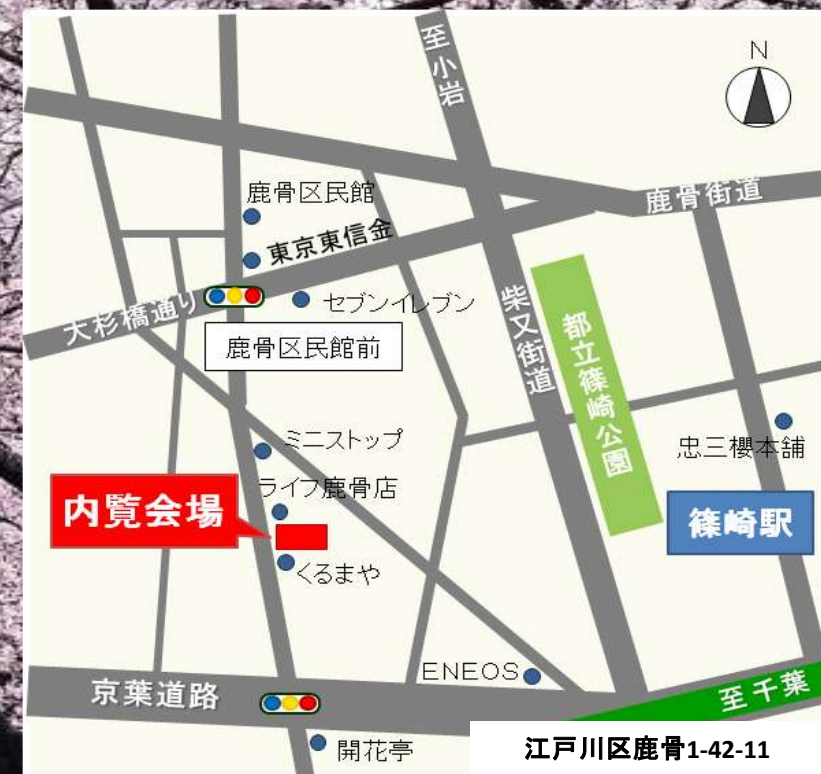 至小岩
N
鹿骨区民館
鹿骨街道
東京東信金
大杉橋通り
セブンイレブン
柴又街道
鹿骨区民館前
都立篠崎公園
ミニストップ
忠三櫻本舗
ライフ鹿骨店
内覧会場
篠崎駅
くるまや
ENEOS
京葉道路
至千葉
開花亭
江戸川区鹿骨1-42-11